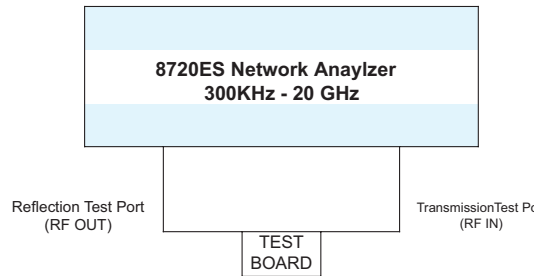 8720ES Network Anaylzer
300KHz - 20 GHz
Reflection Test Port
(RF OUT)
TransmissionTest Po
(RF IN)
TEST
BOARD